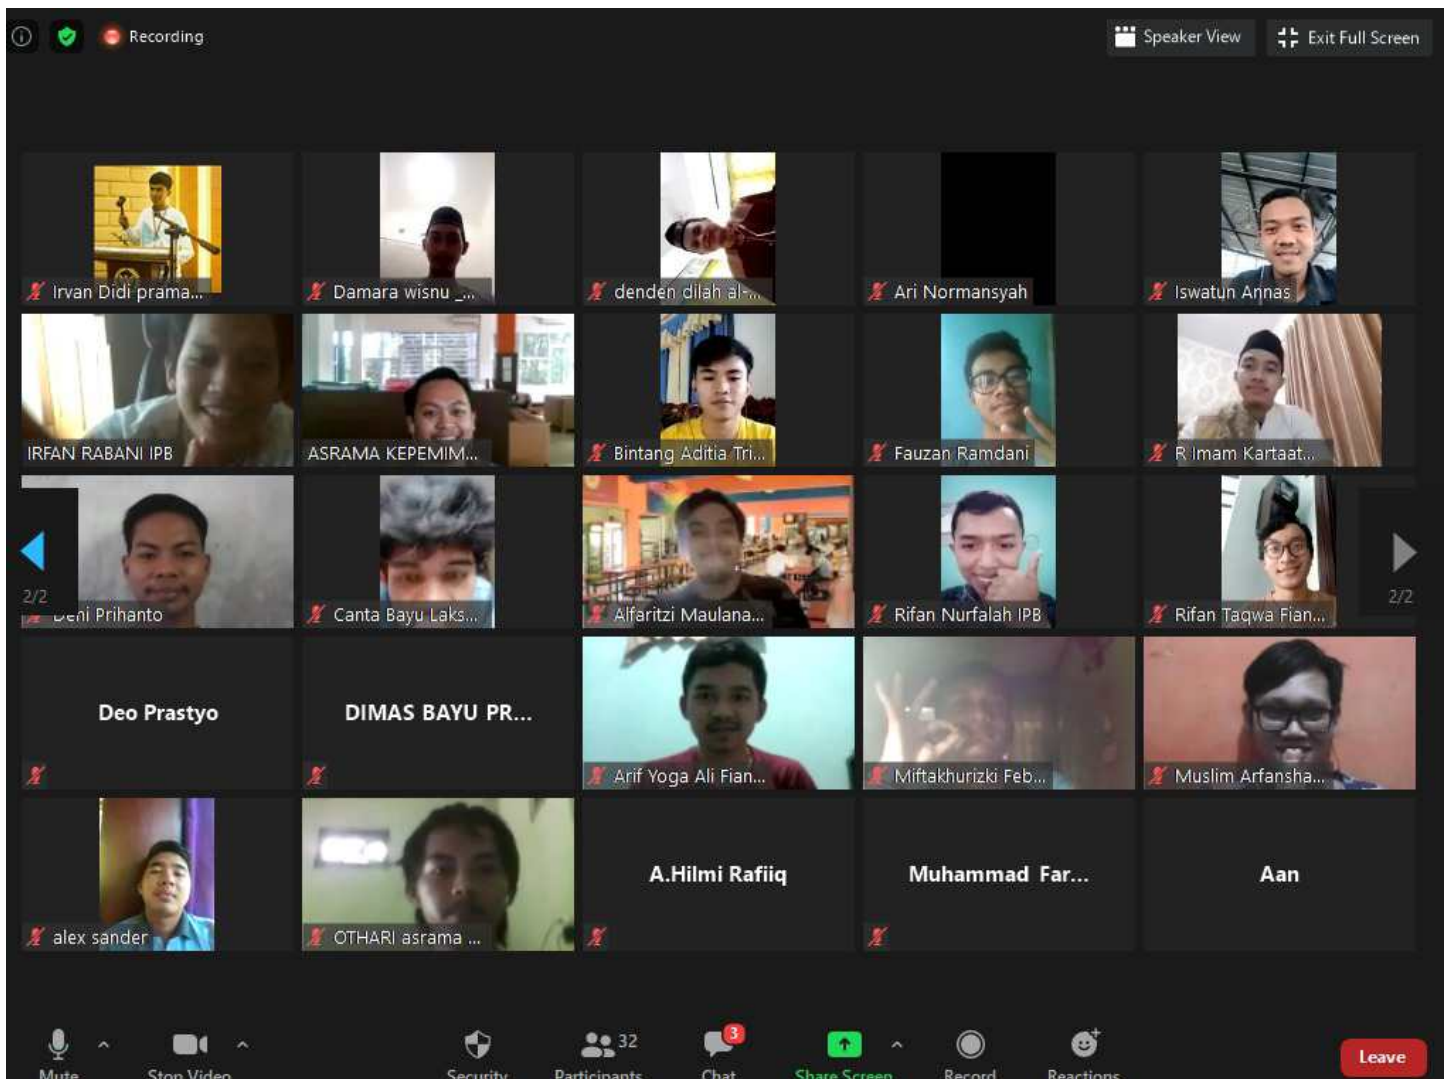 Recording
Speaker View
Exit Full Screen
Irvan Didi prama...
Damara wisnu _...
denden dilah al-...
Ari Normansyah
Iswatun Annas
IRFAN RABANI IPB
ASRAMA KEPEMIM...
Bintang Aditia Tri...
Fauzan Ramdani
R Imam Kartaat...
2/2
Deni Prihanto
Canta Bayu Laks...
Alfaritzi Maulana...
Rifan Nurfalah IPB
Rifan Taqwa Fian...
2/2
Deo Prastyo
DIMAS BAYU PR...
Arif Yoga Ali Fian...
Miftakhurizki Feb...
Muslim Arfansha...
alex sander
OTHARI asrama ...
A.Hilmi Rafiiq
Muhammad Far...
Aan
Mute
Stop Video
Security
32
Participants
3
Chat
Share Screen
Record
Reactions
Leave